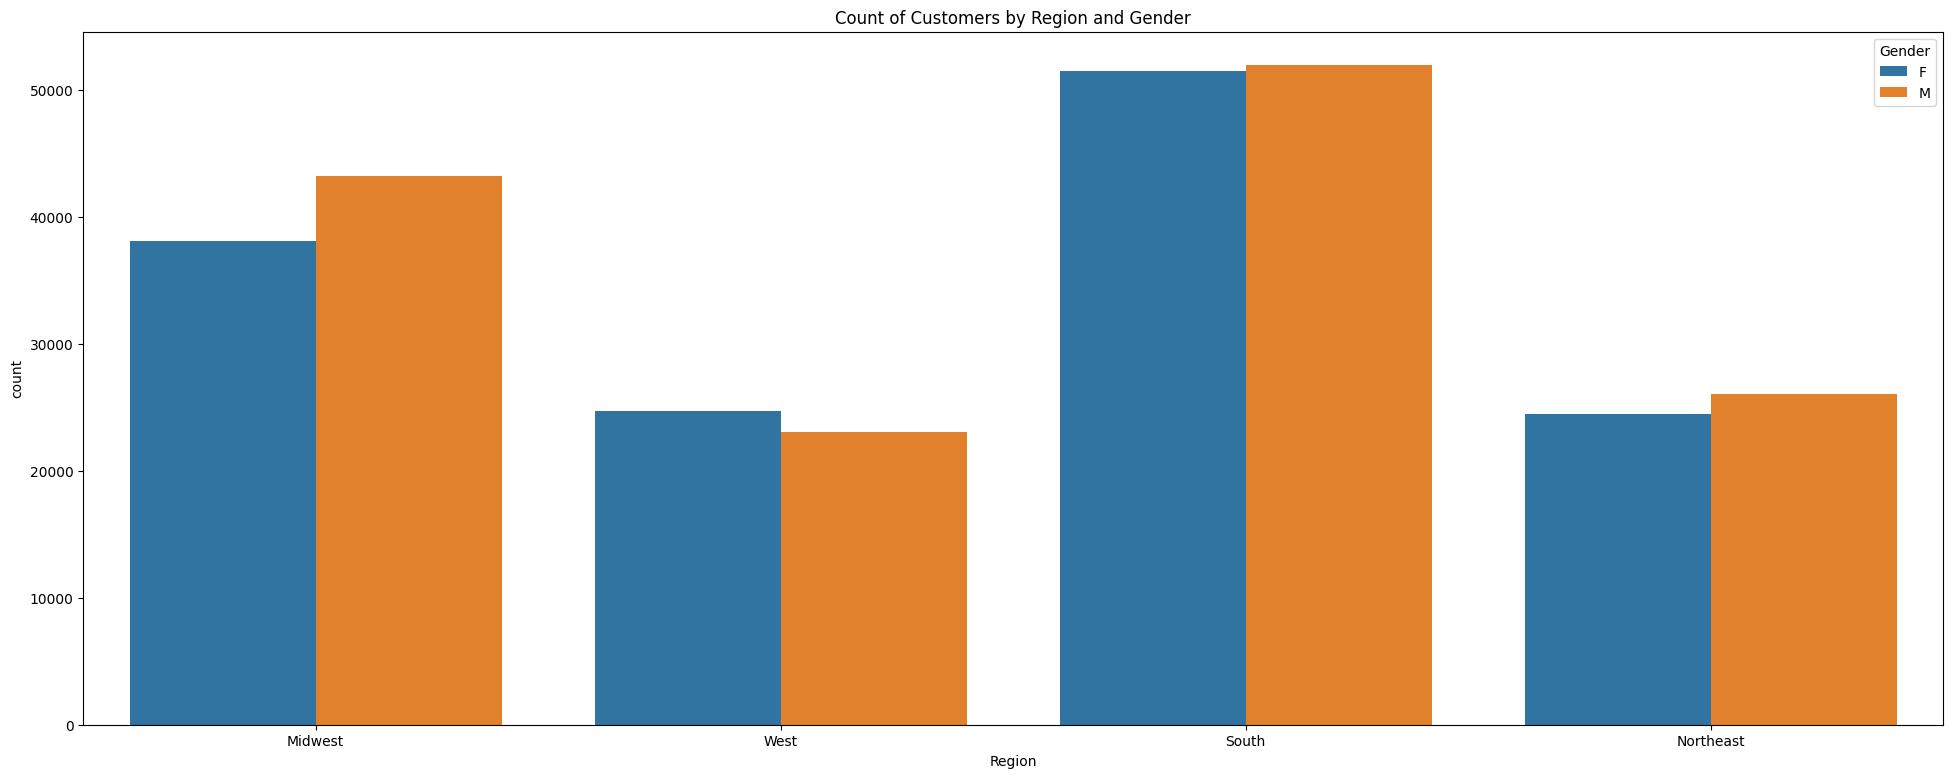 Count of Customers by Region and Gender
Gender
F
M
50000
40000
30000
20000
10000
0
count
Midwest
West
South
Northeast
Region